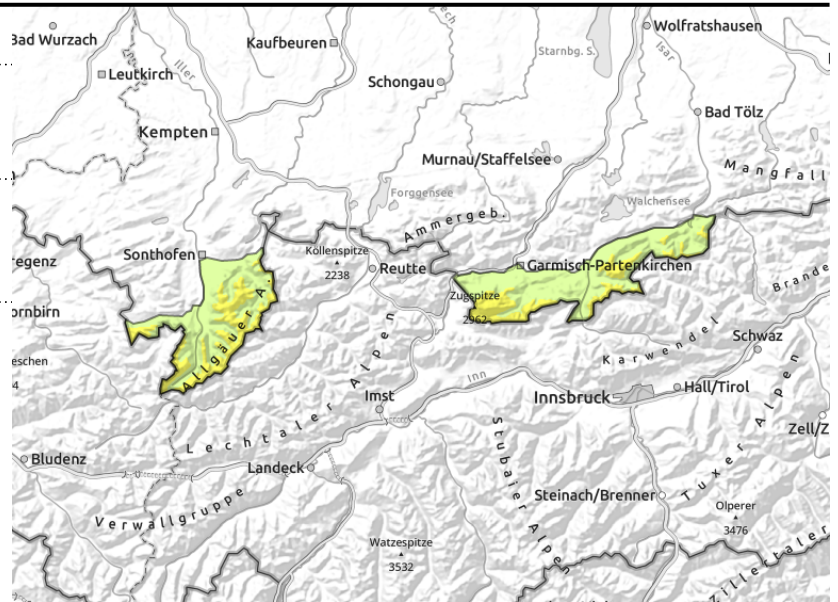 Wolfratshausen
Bad Wurzach
Kaufbeuren
Starnbg. S.
Isar
Iller
Leutkirch
Schongau
Bad Tölz
Kempten
Murnau/Staffelsee
Mangfall
Forggensee
Walchensee
Ammergeb.
Sonthofen
Köllenspitze
2238
Reutte
Garmisch-Partenkirchen
regenz
Zugspitze
2962
Brande
ornbirn
Allgäuer A.
Karwendel
Schwaz
eschen
4
Inn
Imst
Innsbruck
Hall/Tirol
Lechtaler Alpen
Zell/Z
Bludenz
Landeck
Stubaier Alpen
Tuxer Alpen
Steinach/Brenner
Verwallgruppe
Olperer
3476
Watzespitze
3532
Zillertaler